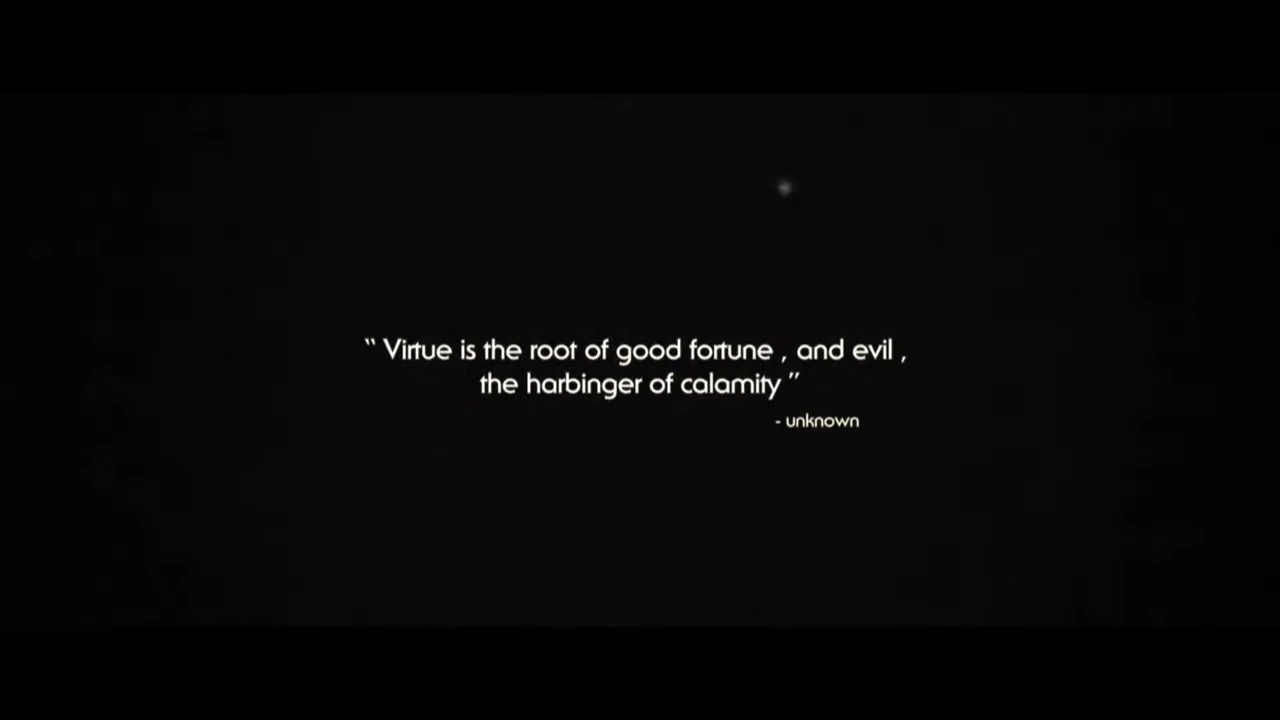 “ Virtue is the root of good fortune , and evil ,
the harbinger of calamity ”
- unknown